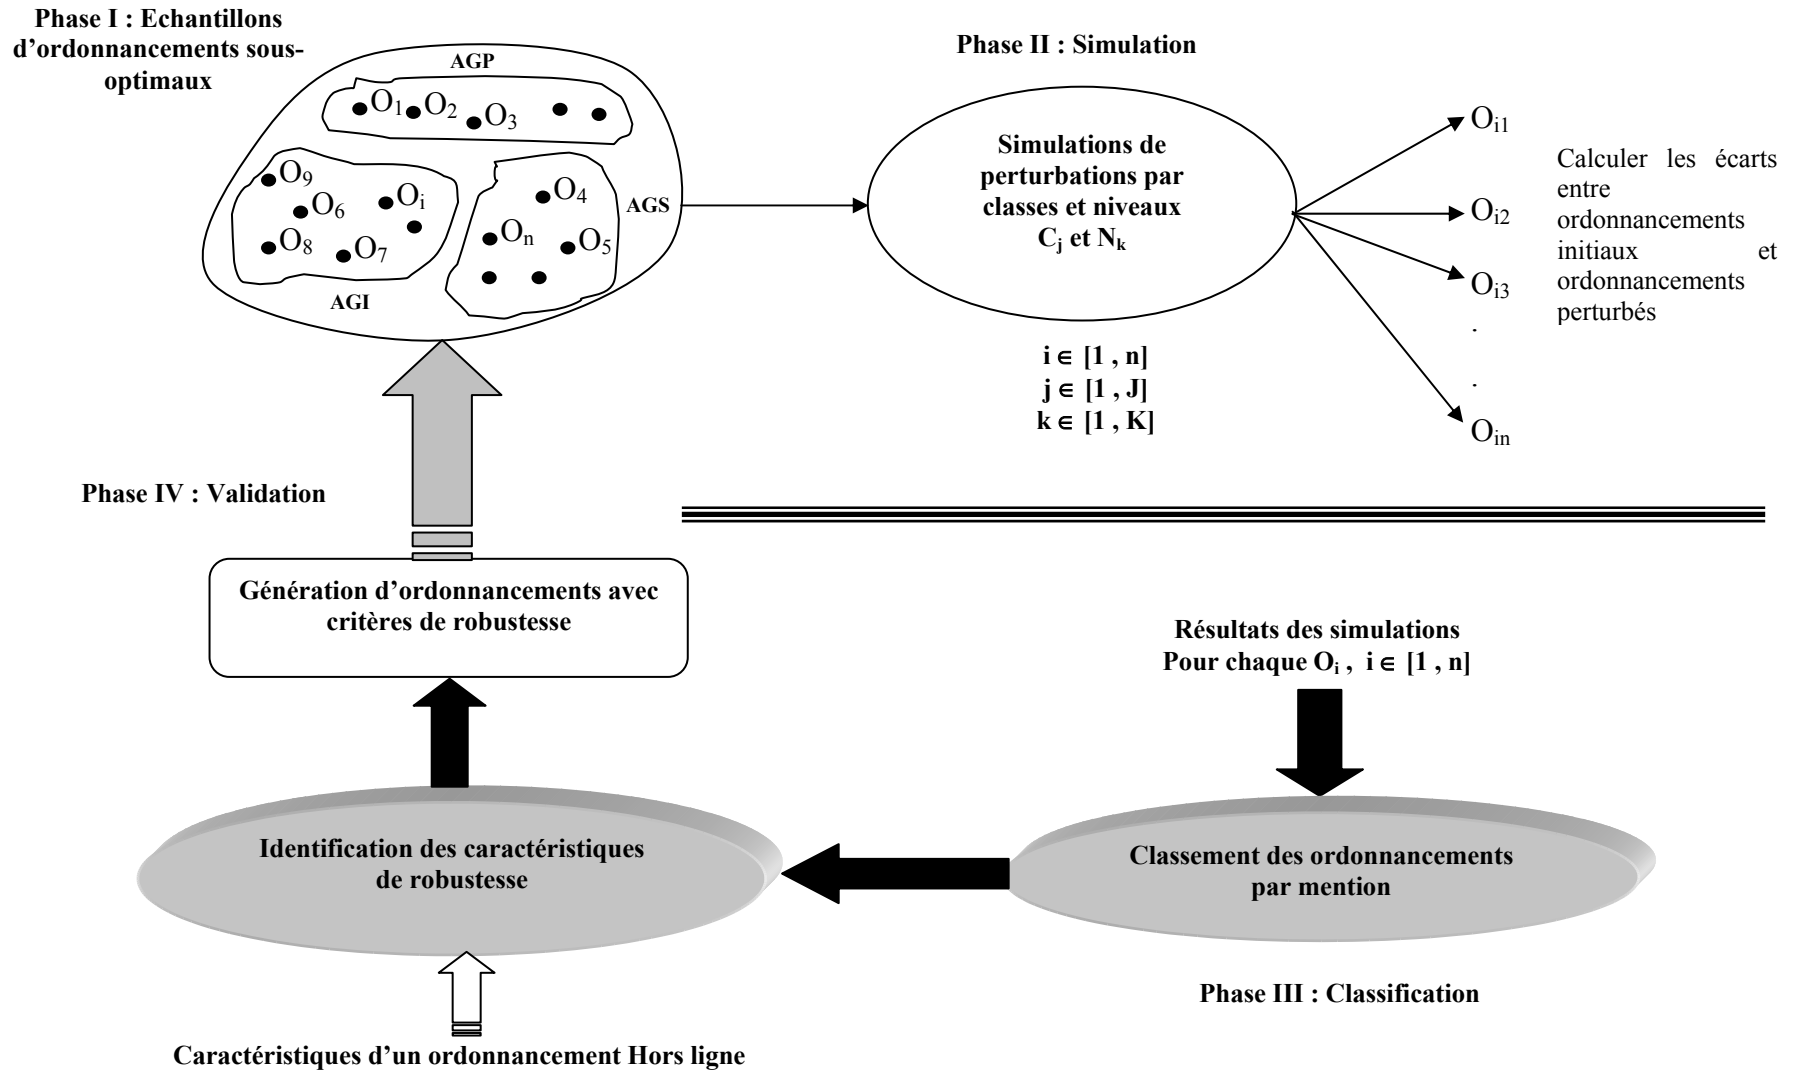 Phase I : Echantillons
d’ordonnancements sous-
optimaux
AGP
O1 O2 O3
O9
O6
Oi
O8
O7
AGI
O4
On
O5
AGS
Phase II : Simulation
Simulations de
perturbations par
classes et niveaux
Cj et Nk
i ∈ [1 , n]
j ∈ [1 , J]
k ∈ [1 , K]
Oi1
Oi2
Oi3
.
.
Oin
Calculer les écarts
entre
ordonnancements
initiaux et
ordonnancements
perturbés
Phase IV : Validation
Génération d’ordonnancements avec
critères de robustesse
Résultats des simulations
Pour chaque Oi , i ∈ [1 , n]
Identification des caractéristiques
de robustesse
Classement des ordonnancements
par mention
Phase III : Classification
Caractéristiques d’un ordonnancement Hors ligne